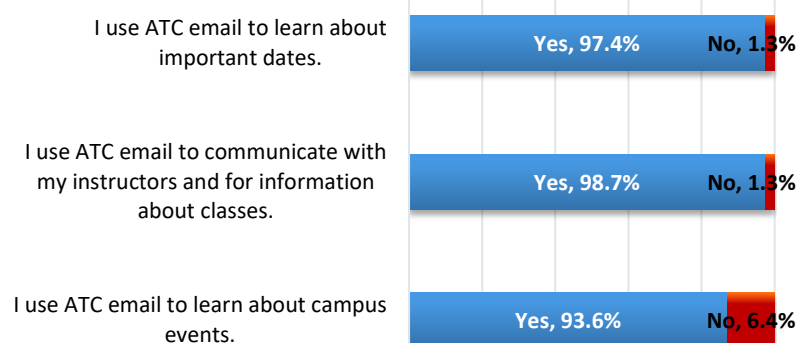 I use ATC email to learn about
important dates.
Yes, 97.4%
No, 1.3%
I use ATC email to communicate with
my instructors and for information
about classes.
Yes, 98.7%
No, 1.3%
I use ATC email to learn about campus
events.
Yes, 93.6%
No, 6.4%